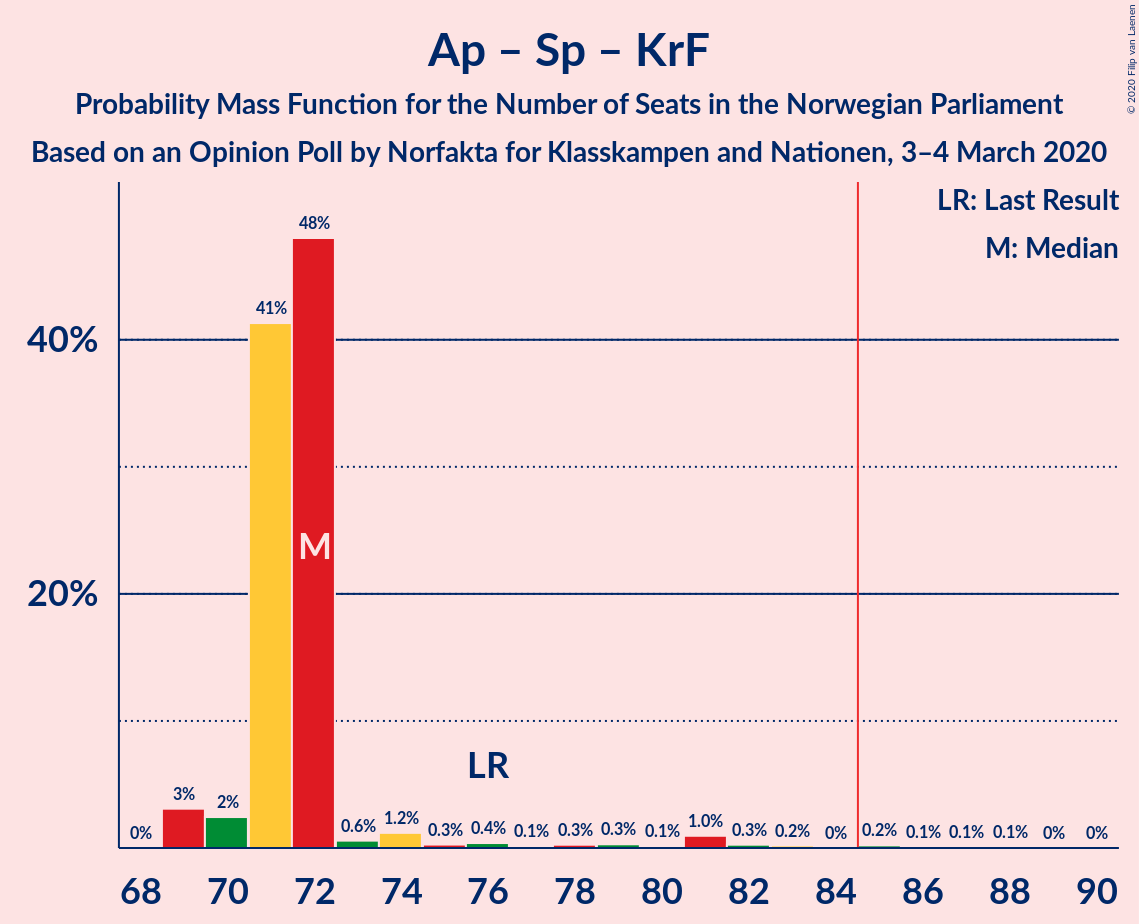 Ap – Sp – KrF
Probability Mass Function for the Number of Seats in the Norwegian Parliament
Based on an Opinion Poll by Norfakta for Klasskampen and Nationen, 3–4 March 2020
© 2020 Filip van Laenen
LR: Last Result
M: Median
40%
20%
0%
3%
2%
41%
48%
0.6%
1.2%
0.3%
0.4%
0.1%
0.3%
0.3%
0.1%
1.0%
0.3%
0.2%
0%
0.2%
0.1%
0.1%
0.1%
0%
0%
M
LR
68 70 72 74 76 78 80 82 84 86 88 90